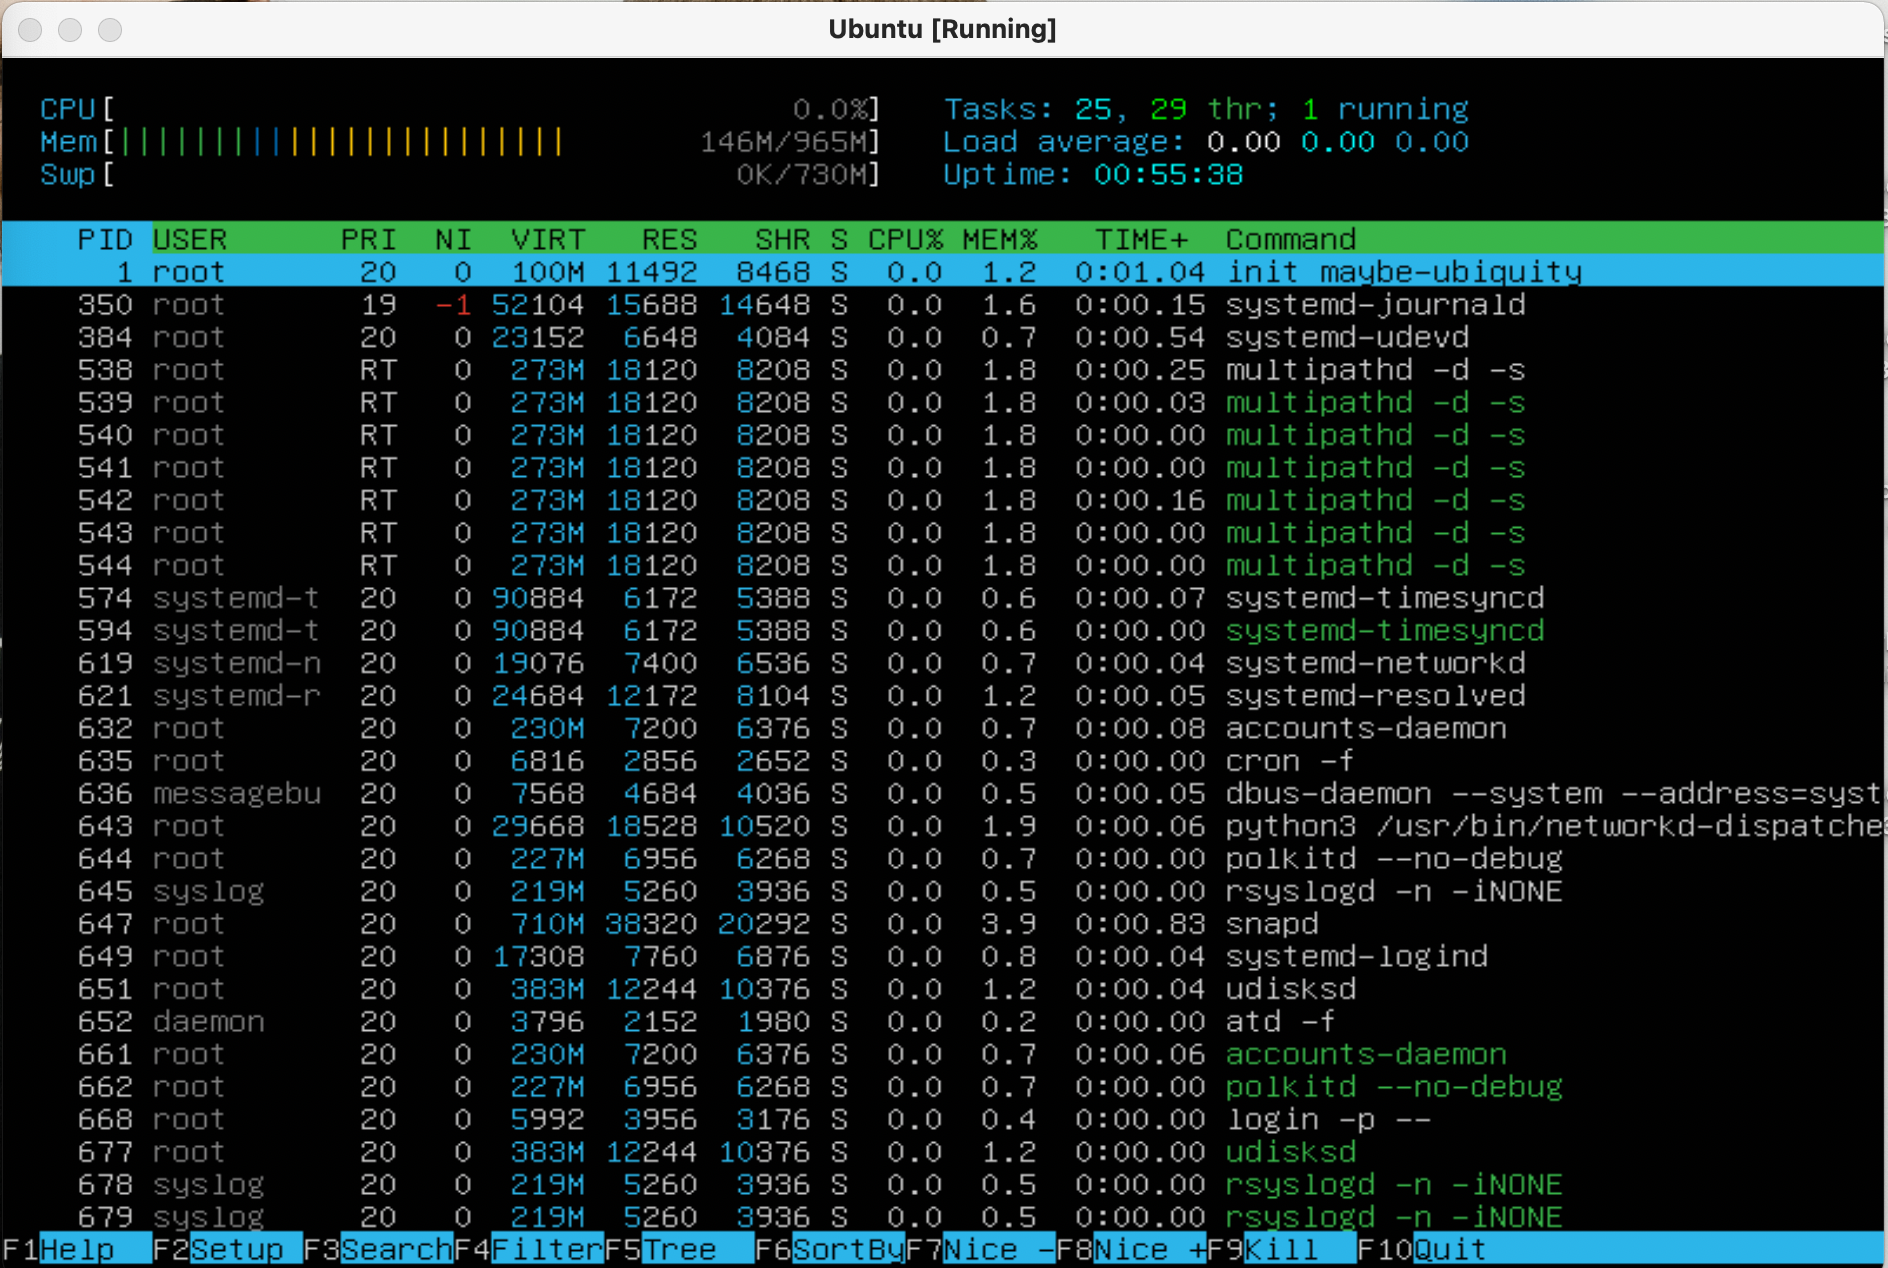 Ubuntu [Running]
CPU[ 0.0%] Tasks: 25, 29 thr; 1 running
Mem[|||||||||||||||||||||||| 146M/965M] Load average: 0.00 0.00 0.00
Swp[ 0K/730M] Uptime: 00:55:38
PID USER PRI NI VIRT RES SHR S CPU% MEM% TIME+ Command
1 root 20 0 100M 11492 8468 S 0.0 1.2 0:01.04 init maybe-ubiquity
350 root 19 -1 52104 15688 14648 S 0.0 1.6 0:00.15 systemd-journald
384 root 20 0 23152 6648 4084 S 0.0 0.7 0:00.54 systemd-udevd
538 root RT 0 273M 18120 8208 S 0.0 1.8 0:00.25 multipathd -d -s
539 root RT 0 273M 18120 8208 S 0.0 1.8 0:00.03 multipathd -d -s
540 root RT 0 273M 18120 8208 S 0.0 1.8 0:00.00 multipathd -d -s
541 root RT 0 273M 18120 8208 S 0.0 1.8 0:00.00 multipathd -d -s
542 root RT 0 273M 18120 8208 S 0.0 1.8 0:00.16 multipathd -d -s
543 root RT 0 273M 18120 8208 S 0.0 1.8 0:00.00 multipathd -d -s
544 root RT 0 273M 18120 8208 S 0.0 1.8 0:00.00 multipathd -d -s
574 systemd-t 20 0 90884 6172 5388 S 0.0 0.6 0:00.07 systemd-timesyncd
594 systemd-t 20 0 90884 6172 5388 S 0.0 0.6 0:00.00 systemd-timesyncd
619 systemd-n 20 0 19076 7400 6536 S 0.0 0.7 0:00.04 systemd-networkd
621 systemd-r 20 0 24684 12172 8104 S 0.0 1.2 0:00.05 systemd-resolved
632 root 20 0 230M 7200 6376 S 0.0 0.7 0:00.08 accounts-daemon
635 root 20 0 6816 2856 2652 S 0.0 0.3 0:00.00 cron -f
636 messagebu 20 0 7568 4684 4036 S 0.0 0.5 0:00.05 dbus-daemon --system --address=syst
643 root 20 0 29668 18528 10520 S 0.0 1.9 0:00.06 python3 /usr/bin/networkd-dispatche
644 root 20 0 227M 6956 6268 S 0.0 0.7 0:00.00 polkitd --no-debug
645 syslog 20 0 219M 5260 3936 S 0.0 0.5 0:00.00 rsyslogd -n -iNONE
647 root 20 0 710M 38320 20292 S 0.0 3.9 0:00.83 snapd
649 root 20 0 17308 7760 6876 S 0.0 0.8 0:00.04 systemd-logind
651 root 20 0 383M 12244 10376 S 0.0 1.2 0:00.04 udisksd
652 daemon 20 0 3796 2152 1980 S 0.0 0.2 0:00.00 atd -f
661 root 20 0 230M 7200 6376 S 0.0 0.7 0:00.06 accounts-daemon
662 root 20 0 227M 6956 6268 S 0.0 0.7 0:00.00 polkitd --no-debug
668 root 20 0 5992 3956 3176 S 0.0 0.4 0:00.00 login -p --
677 root 20 0 383M 12244 10376 S 0.0 1.2 0:00.00 udisksd
678 syslog 20 0 219M 5260 3936 S 0.0 0.5 0:00.00 rsyslogd -n -iNONE
679 syslog 20 0 219M 5260 3936 S 0.0 0.5 0:00.00 rsyslogd -n -iNONE
F1Help F2Setup F3SearchF4FilterF5Tree F6SortByF7Nice -F8Nice +F9Kill F10Quit